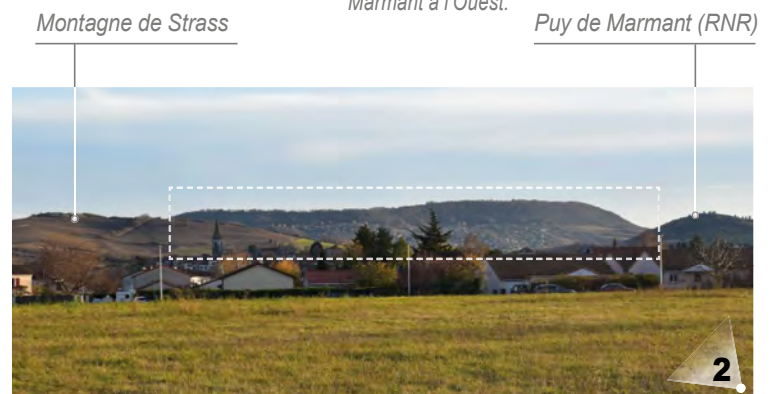 Marmant à l'Ouest.
Montagne de Strass
Puy de Marmant (RNR)
2